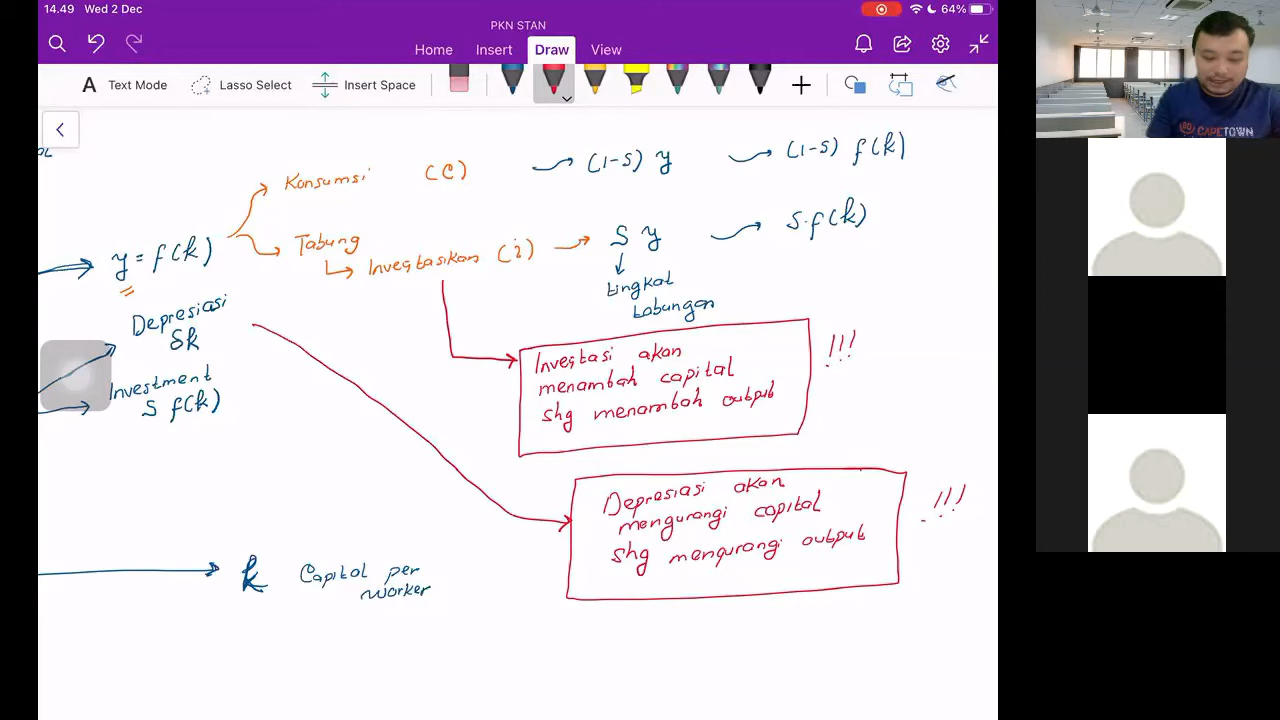 14.49 Wed 2 Dec
64%
PKN STAN
Home Insert Draw View
A Text Mode Lasso Select Insert Space
Konsumsi (C) (1-S) y (1-S) f(k)
y = f(k)
Tabung
Investasikan (i) S y S.f(k)
tingkat
tabungan
Depresiasi
δk
Investment
S f(k)
Investasi akan
menambah capital
shg menambah output
!!!
Depresiasi akan
mengurangi capital
shg mengurangi output
!!!
k Capital per
worker
CAPETOWN